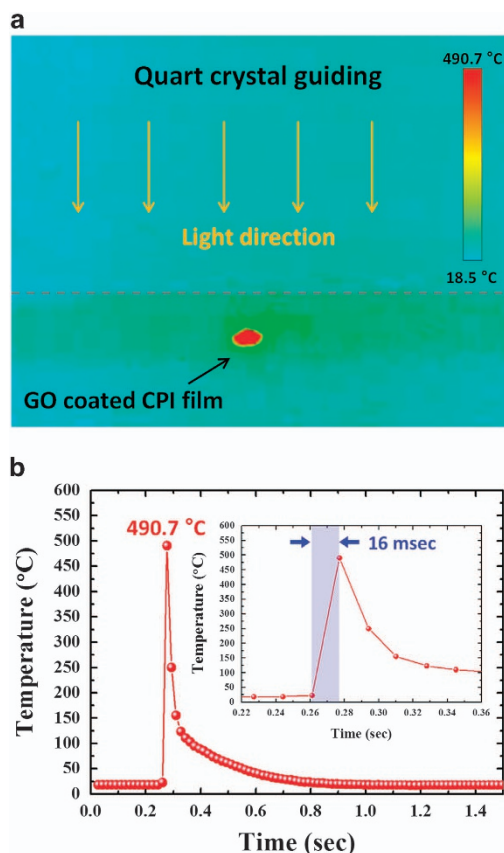 a
Quart crystal guiding
490.7 °C
Light direction
18.5 °C
GO coated CPI film
b
600
550
500
450
400
350
300
250
200
150
100
50
0
Temperature (°C)
490.7 °C
600
550
500
450
400
350
300
250
200
150
100
50
0
Temperature (°C)
16 msec
0.22 0.24 0.26 0.28 0.30 0.32 0.34 0.36
Time (sec)
0.0 0.2 0.4 0.6 0.8 1.0 1.2 1.4
Time (sec)